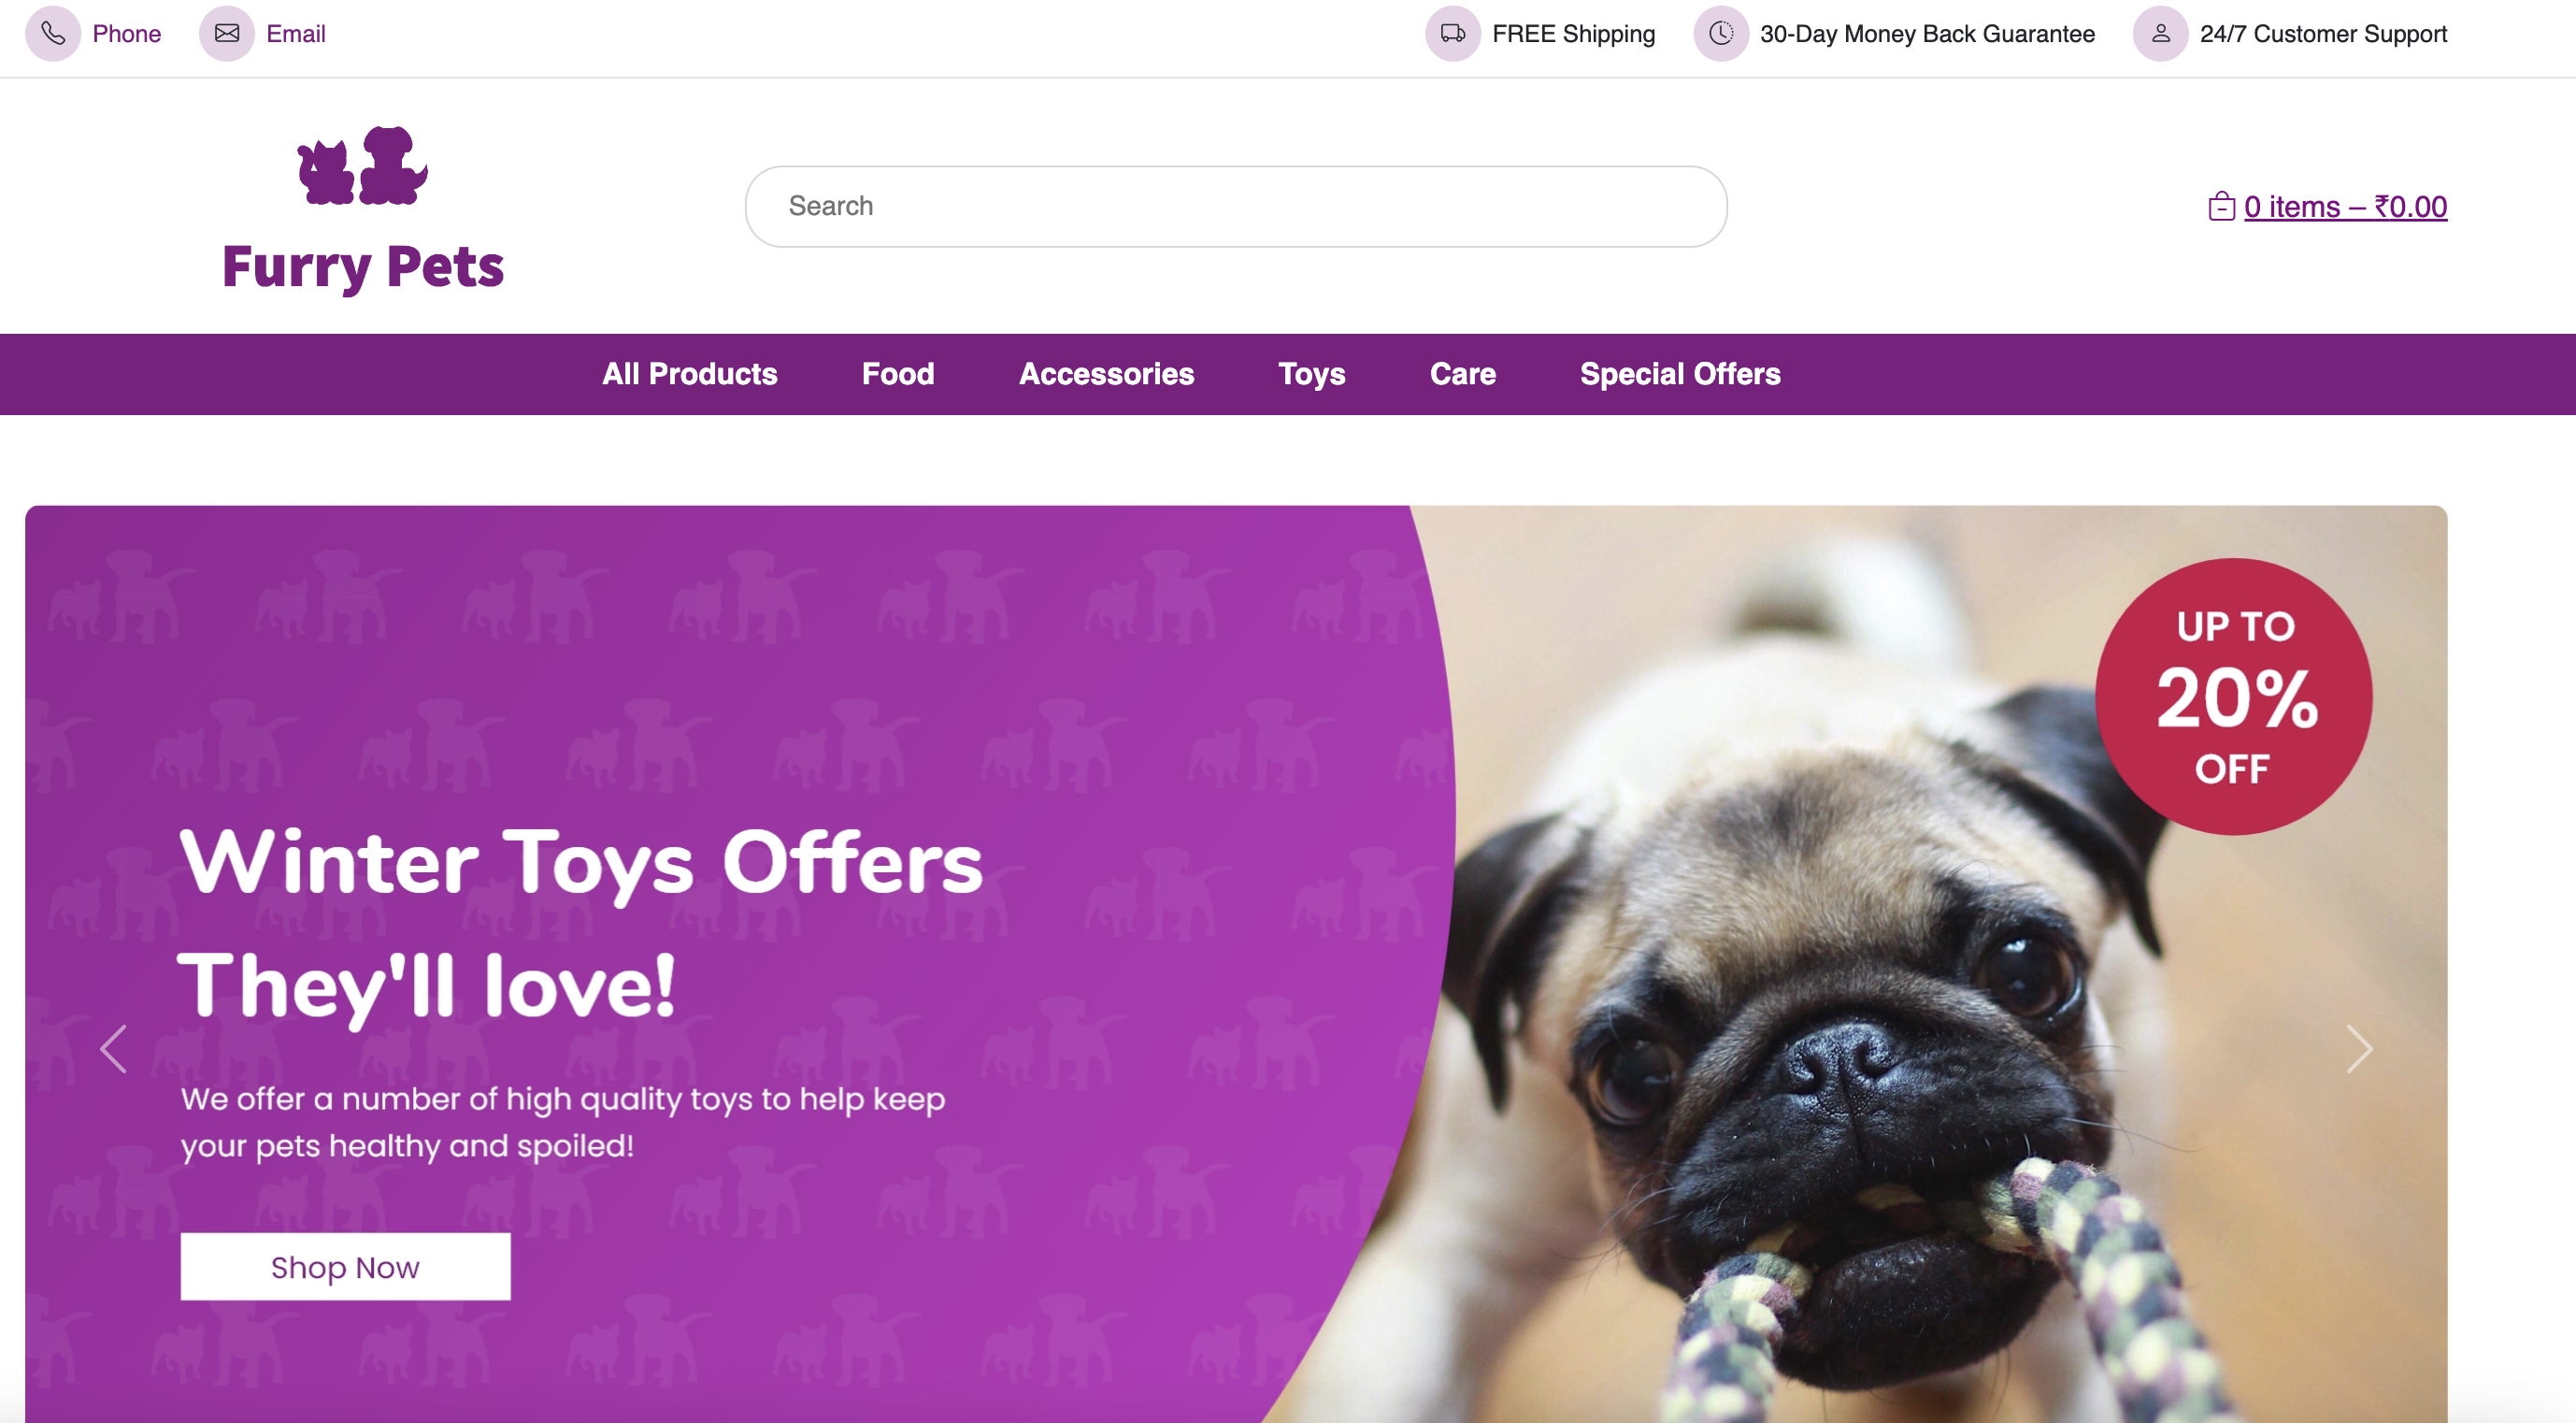 Phone
Email
FREE Shipping
30-Day Money Back Guarantee
24/7 Customer Support
Furry Pets
Search
0 items – ₹0.00
All Products
Food
Accessories
Toys
Care
Special Offers
Winter Toys Offers
They'll love!
We offer a number of high quality toys to help keep
your pets healthy and spoiled!
Shop Now
UP TO
20%
OFF